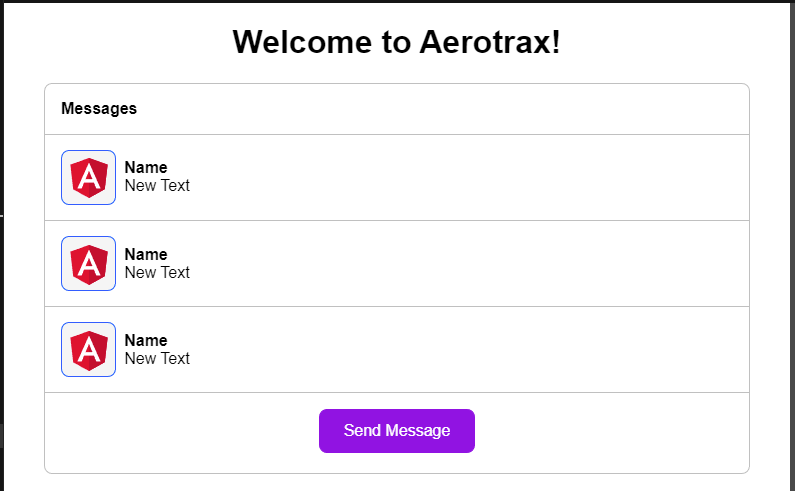 Welcome to Aerotrax!
Messages
A
Name
New Text
A
Name
New Text
A
Name
New Text
Send Message